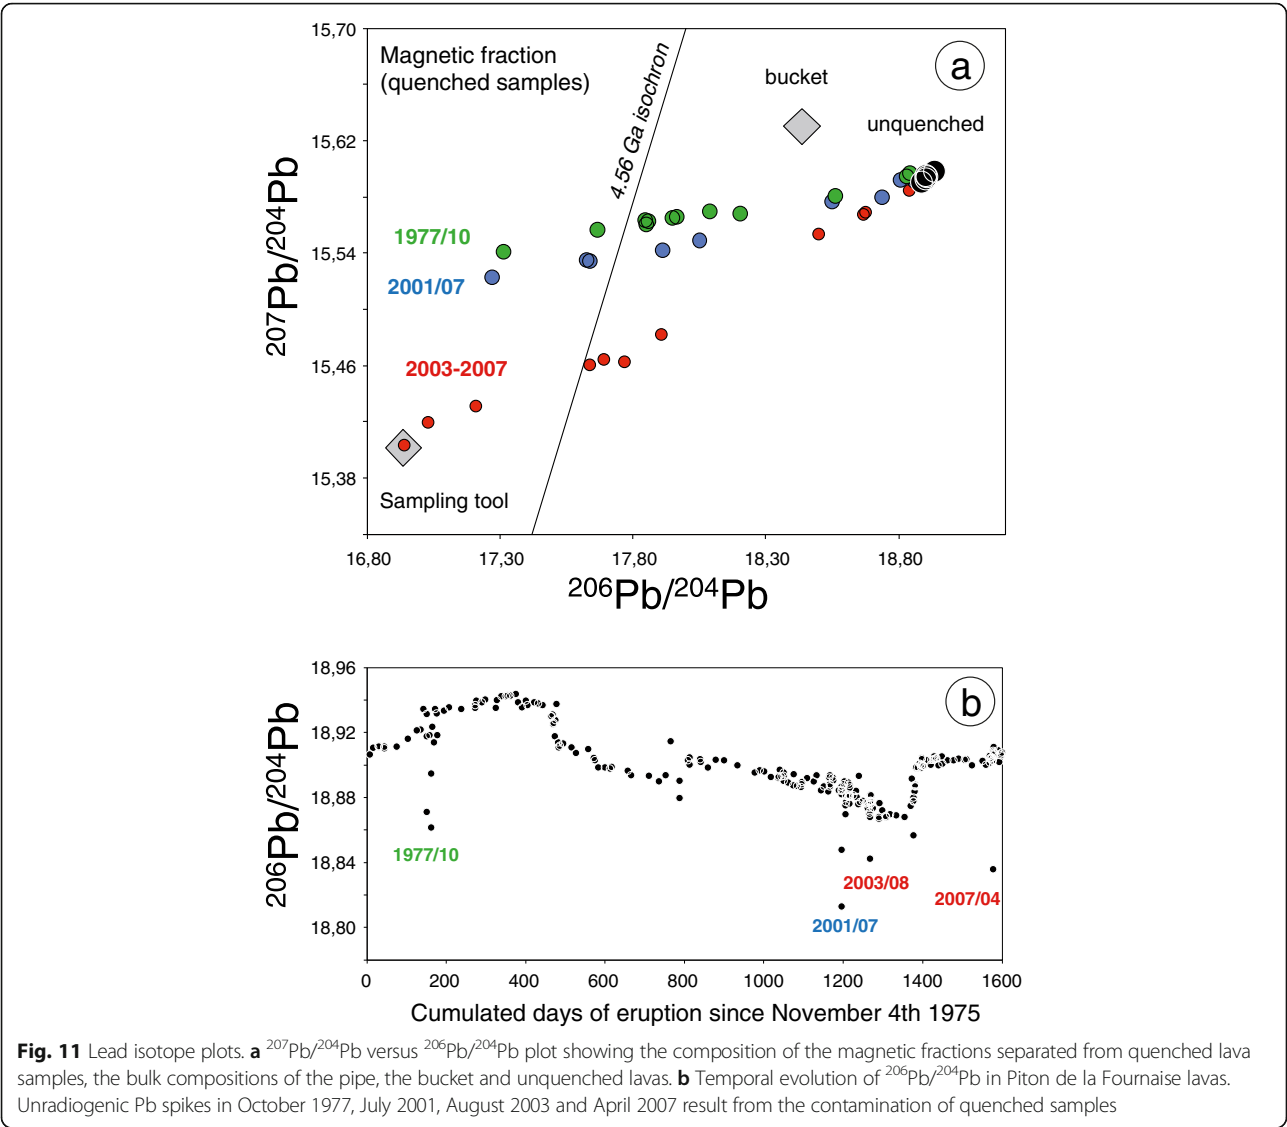 15,70
Magnetic fraction
(quenched samples)
4.56 Ga isochron
bucket
a
15,62
unquenched
207Pb/204Pb
1977/10
15,54
2001/07
15,46
2003-2007
15,38
Sampling tool
16,80 17,30 17,80 18,30 18,80
206Pb/204Pb
18,96
b
18,92
206Pb/204Pb
18,88
1977/10
18,84
2003/08
2007/04
18,80
2001/07
0 200 400 600 800 1000 1200 1400 1600
Cumulated days of eruption since November 4th 1975
Fig. 11 Lead isotope plots. a 207Pb/204Pb versus 206Pb/204Pb plot showing the composition of the magnetic fractions separated from quenched lava
samples, the bulk compositions of the pipe, the bucket and unquenched lavas. b Temporal evolution of 206Pb/204Pb in Piton de la Fournaise lavas.
Unradiogenic Pb spikes in October 1977, July 2001, August 2003 and April 2007 result from the contamination of quenched samples